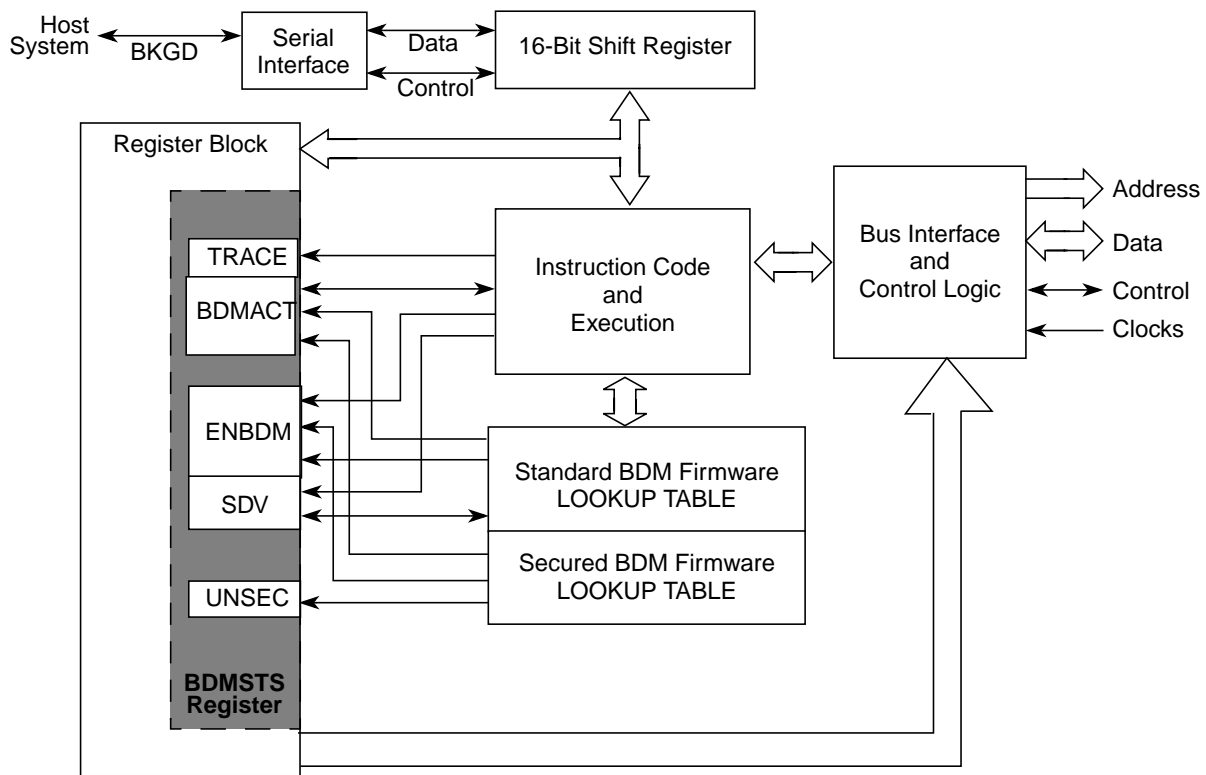 Host
System
BKGD
Serial
Interface
Data
Control
16-Bit Shift Register
Register Block
TRACE
BDMACT
ENBDM
SDV
UNSEC
BDMSTS
Register
Instruction Code
and
Execution
Standard BDM Firmware
LOOKUP TABLE
Secured BDM Firmware
LOOKUP TABLE
Bus Interface
and
Control Logic
Address
Data
Control
Clocks